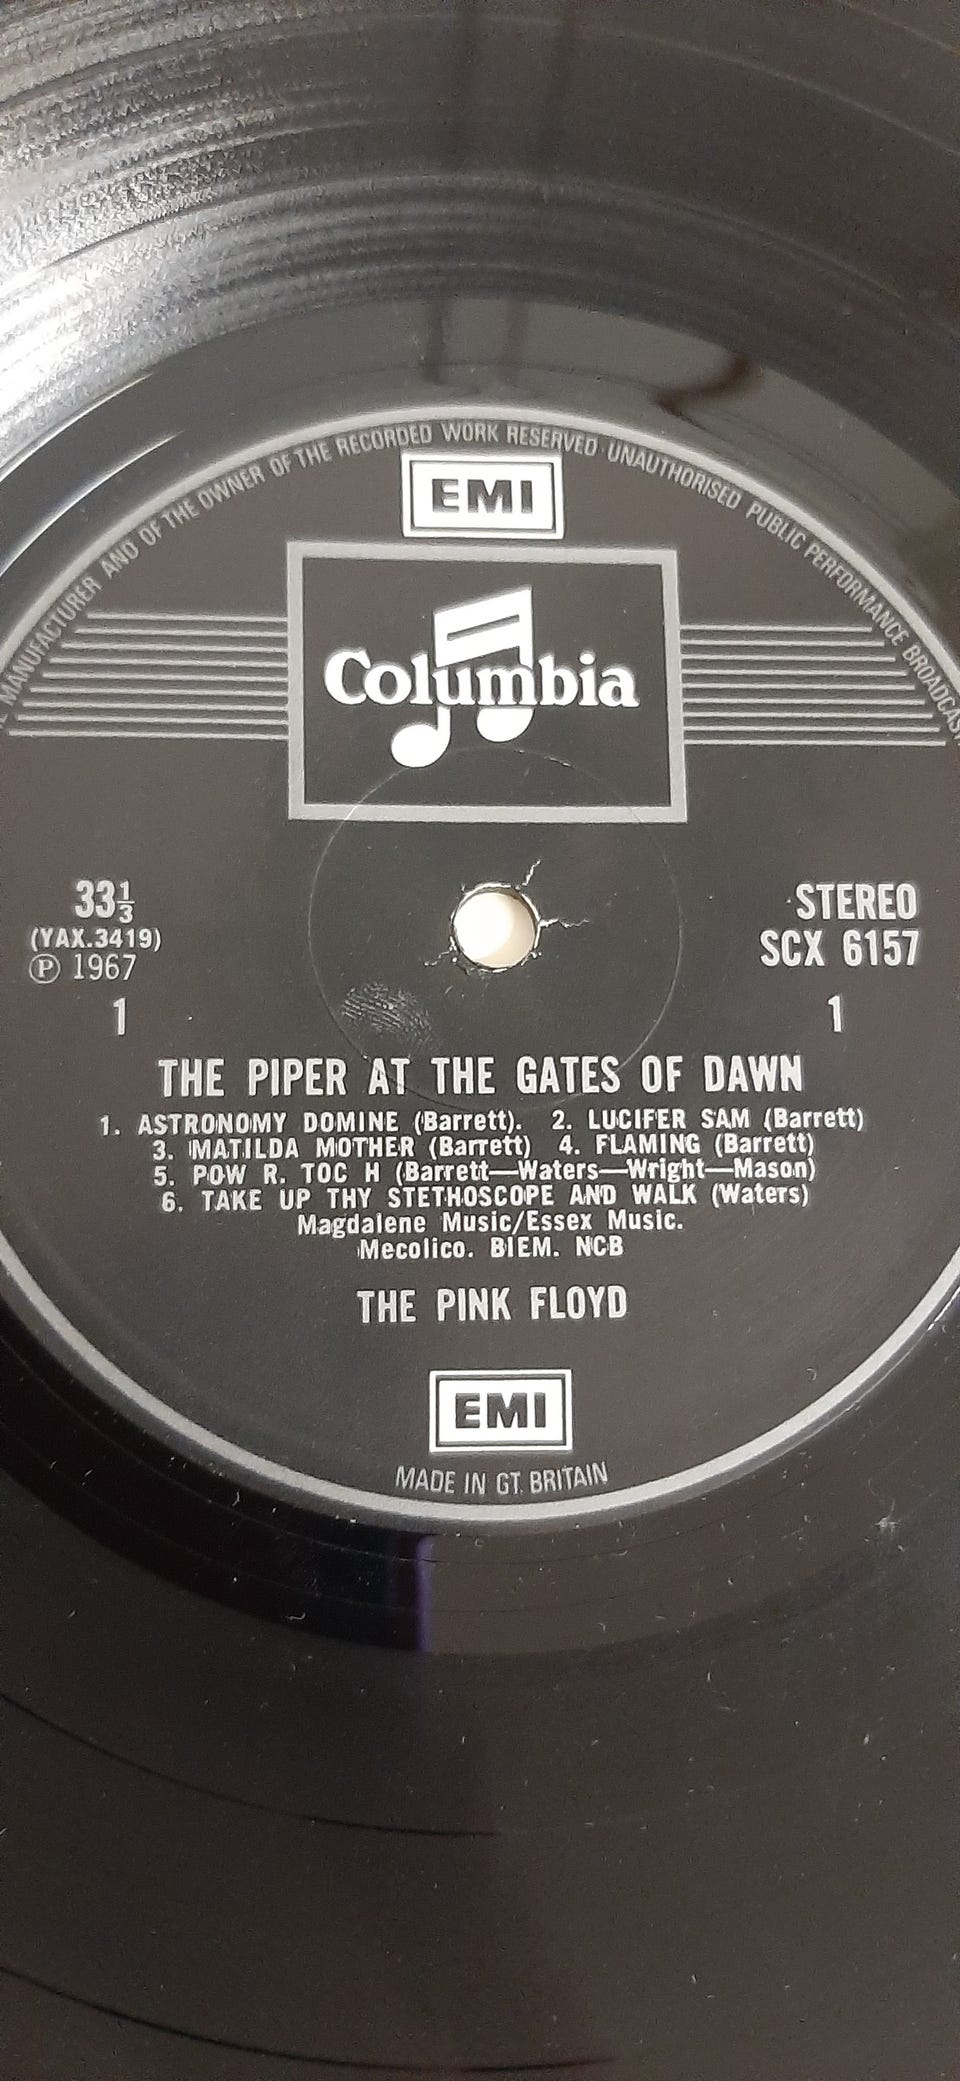 MANUFACTURER AND OF THE OWNER OF THE RECORDED WORK RESERVED · UNAUTHORISED PUBLIC PERFORMANCE BROADCAST
EMI
Columbia
33⅓
(YAX.3419)
Ⓟ 1967
1
STEREO
SCX 6157
1
THE PIPER AT THE GATES OF DAWN
1. ASTRONOMY DOMINE (Barrett). 2. LUCIFER SAM (Barrett)
3. MATILDA MOTHER (Barrett) 4. FLAMING (Barrett)
5. POW R. TOC H (Barrett—Waters—Wright—Mason)
6. TAKE UP THY STETHOSCOPE AND WALK (Waters)
Magdalene Music/Essex Music.
Mecolico. BIEM. NCB
THE PINK FLOYD
EMI
MADE IN GT. BRITAIN